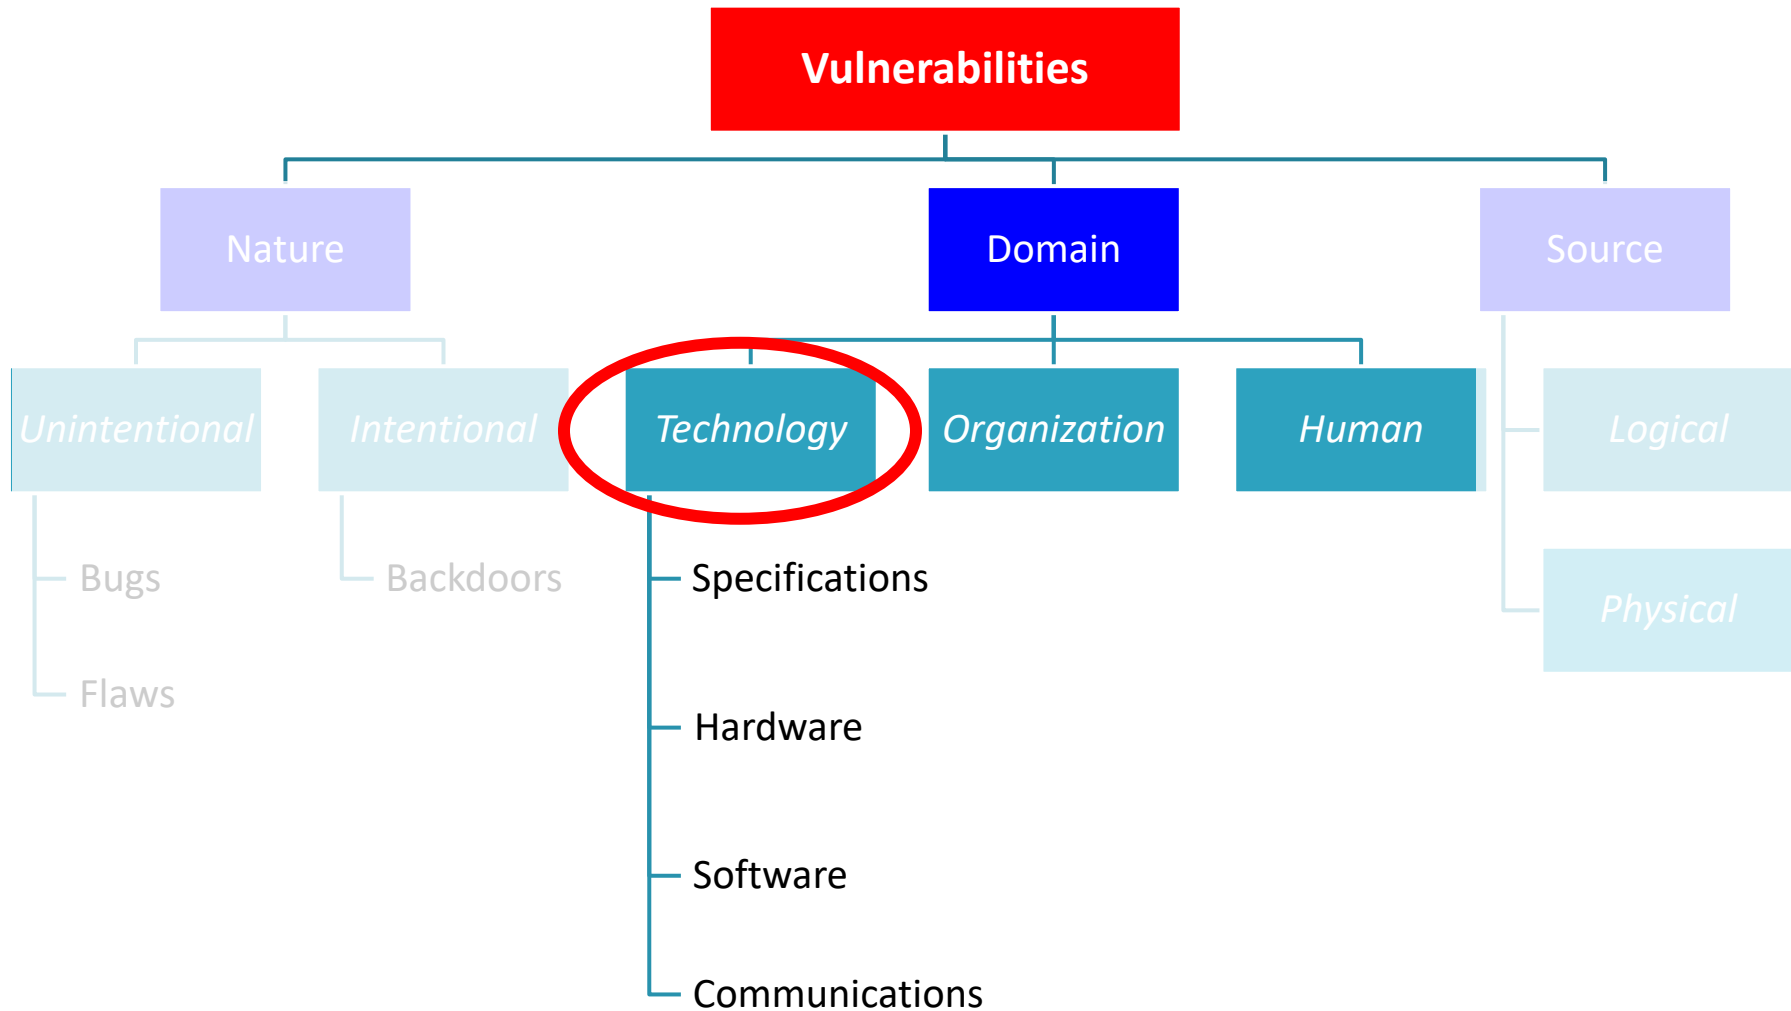 Vulnerabilities
Nature
Domain
Source
Unintentional
Intentional
Technology
Organization
Human
Logical
Bugs
Backdoors
Specifications
Physical
Flaws
Hardware
Software
Communications